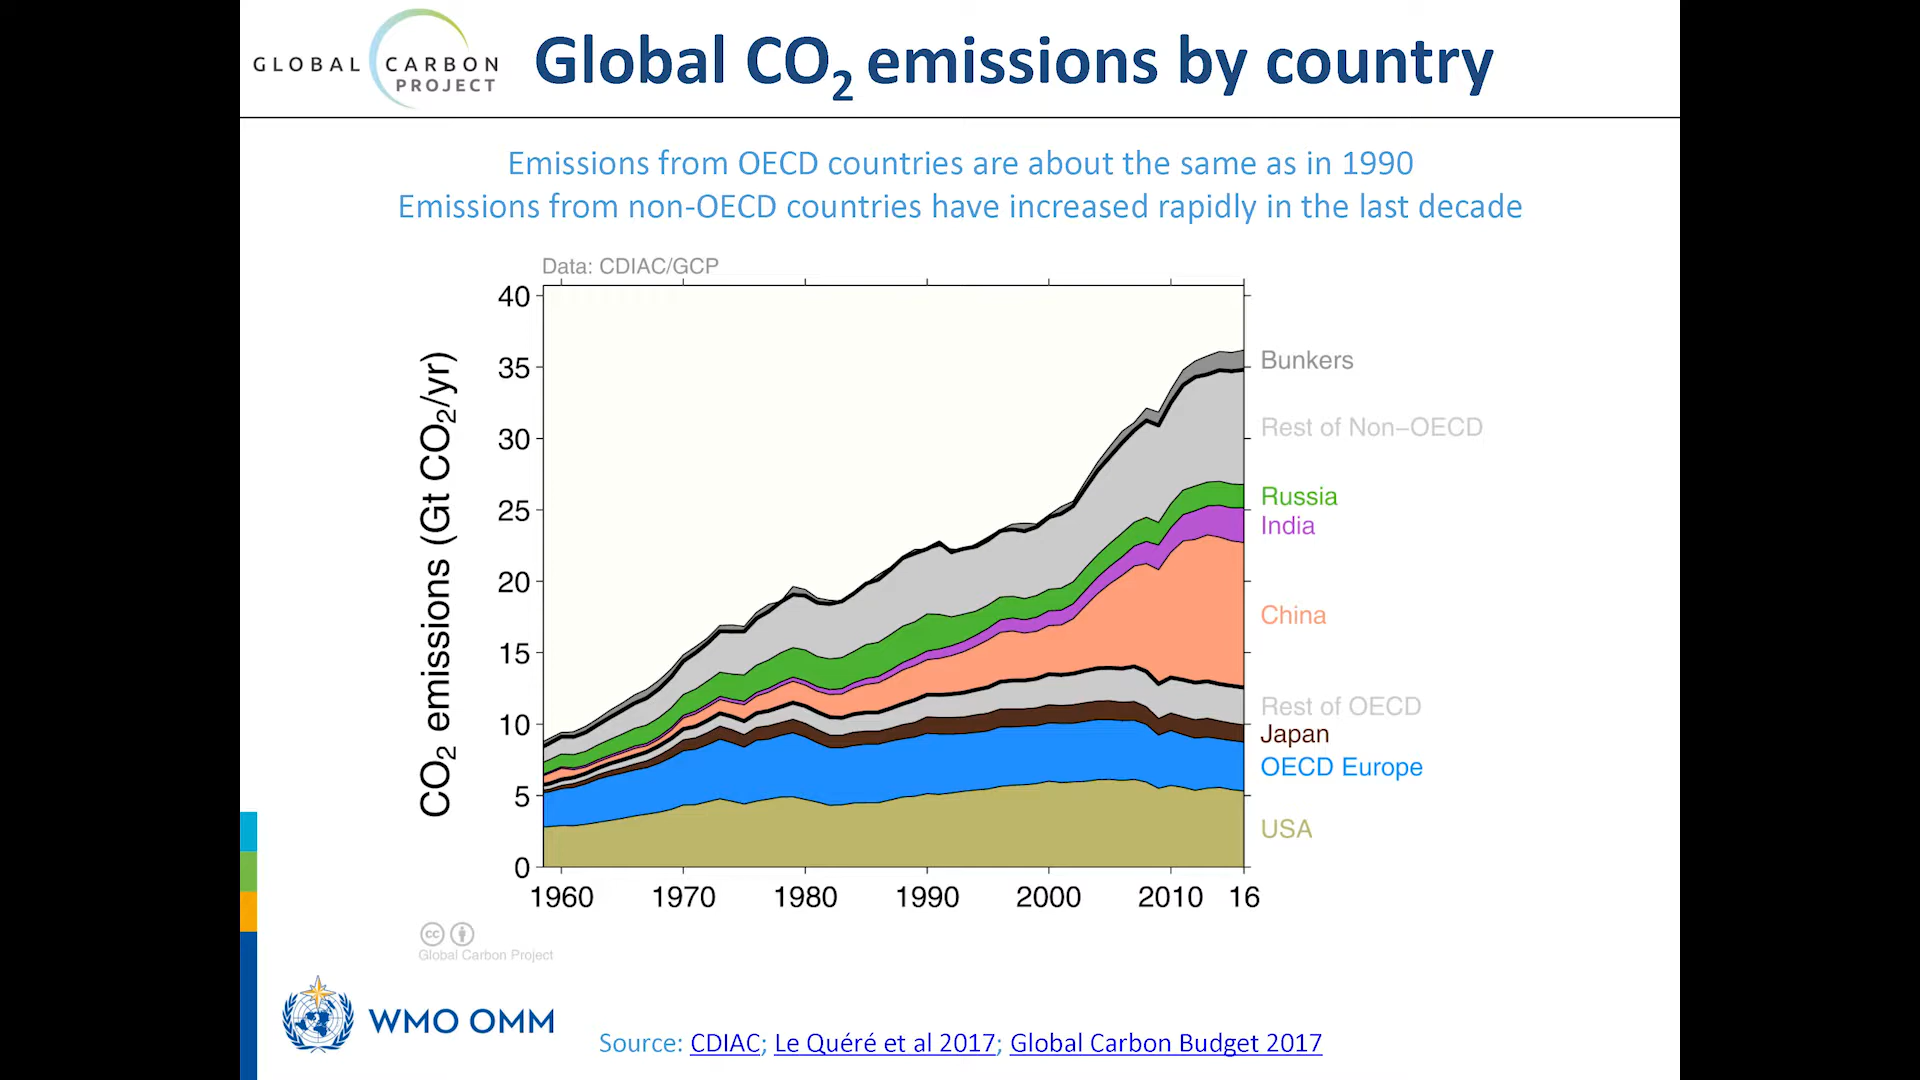 GLOBAL CARBON
PROJECT
Global CO₂ emissions by country
Emissions from OECD countries are about the same as in 1990
Emissions from non-OECD countries have increased rapidly in the last decade
Data: CDIAC/GCP
CO₂ emissions (Gt CO₂/yr)
40
35
30
25
20
15
10
5
0
1960 1970 1980 1990 2000 2010 16
Bunkers
Rest of Non−OECD
Russia
India
China
Rest of OECD
Japan
OECD Europe
USA
cc
Global Carbon Project
WMO OMM
Source: CDIAC; Le Quéré et al 2017; Global Carbon Budget 2017